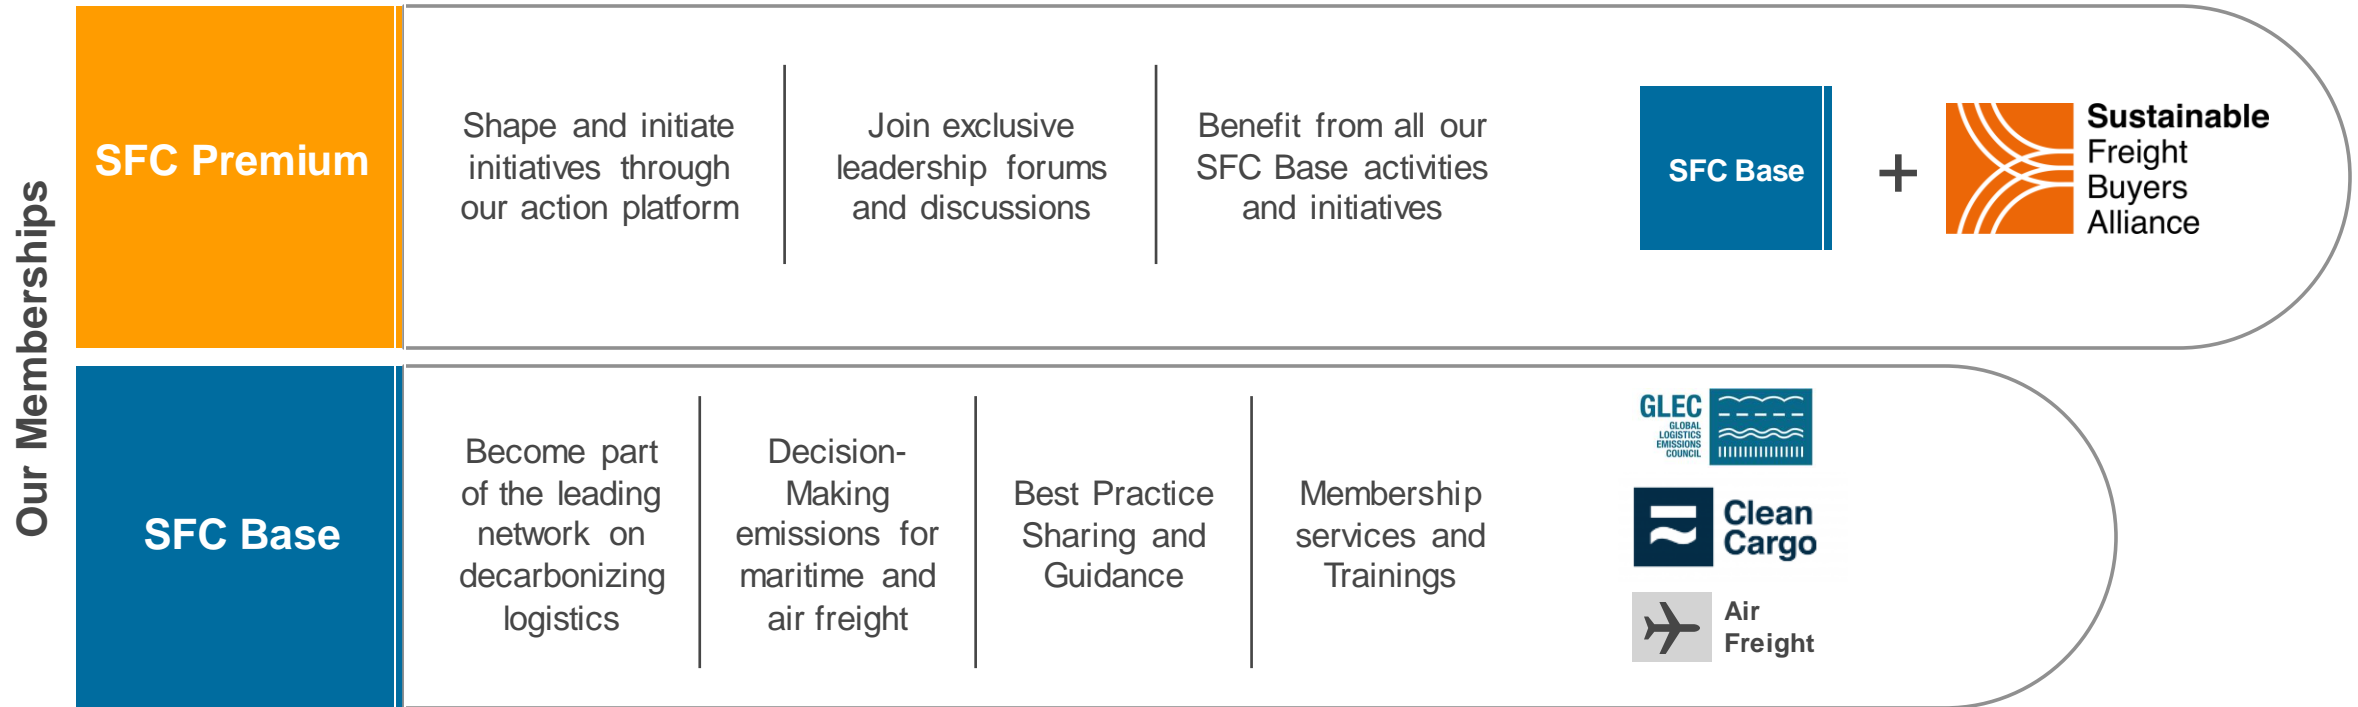 Our Memberships
SFC Premium
Shape and initiate
initiatives through
our action platform
Join exclusive
leadership forums
and discussions
Benefit from all our
SFC Base activities
and initiatives
SFC Base
+
Sustainable
Freight
Buyers
Alliance
SFC Base
Become part
of the leading
network on
decarbonizing
logistics
Decision-
Making
emissions for
maritime and
air freight
Best Practice
Sharing and
Guidance
Membership
services and
Trainings
GLEC
GLOBAL
LOGISTICS
EMISSIONS
COUNCIL
Clean
Cargo
Air
Freight